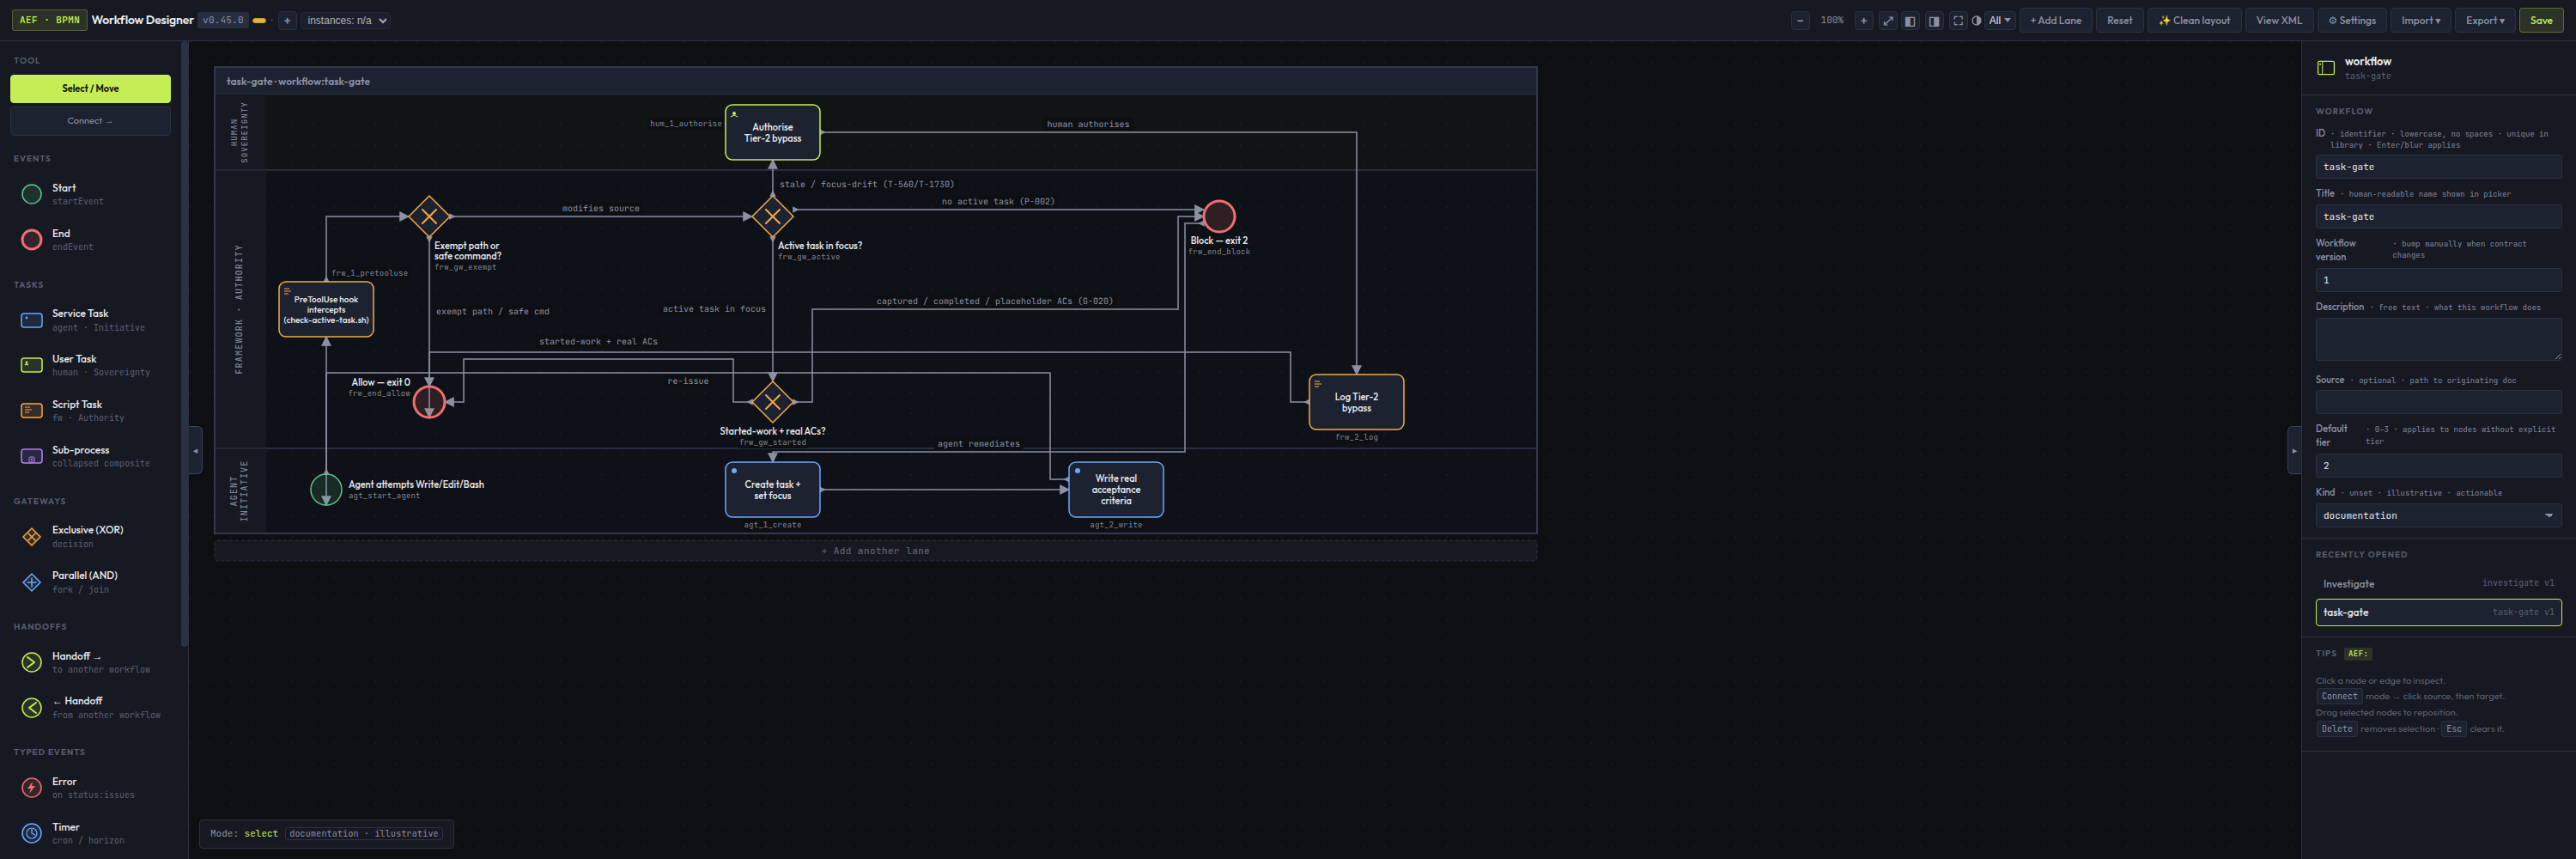 AEF · BPMN Workflow Designer v0.45.0 · + instances: n/a
− 100% + All + Add Lane Reset ✨ Clean layout View XML ⚙ Settings Import ▾ Export ▾ Save
TOOL
Select / Move
Connect →
EVENTS
Start
startEvent
End
endEvent
TASKS
Service Task
agent · Initiative
User Task
human · Sovereignty
Script Task
fw · Authority
Sub-process
collapsed composite
GATEWAYS
Exclusive (XOR)
decision
Parallel (AND)
fork / join
HANDOFFS
Handoff →
to another workflow
← Handoff
from another workflow
TYPED EVENTS
Error
on status:issues
Timer
cron / horizon
task-gate · workflow:task-gate
HUMAN
SOVEREIGNTY
hum_1_authorise
Authorise
Tier-2 bypass
human authorises
FRAMEWORK · AUTHORITY
stale / focus-drift (T-560/T-1730)
modifies source
no active task (P-002)
Exempt path or
safe command?
frw_gw_exempt
Active task in focus?
frw_gw_active
Block — exit 2
frw_end_block
frw_1_pretooluse
PreToolUse hook
intercepts
(check-active-task.sh)
exempt path / safe cmd
active task in focus
captured / completed / placeholder ACs (G-020)
started-work + real ACs
re-issue
Allow — exit 0
frw_end_allow
Started-work + real ACs?
frw_gw_started
Log Tier-2
bypass
frw_2_log
agent remediates
AGENT
INITIATIVE
Agent attempts Write/Edit/Bash
agt_start_agent
Create task +
set focus
agt_1_create
Write real
acceptance
criteria
agt_2_write
+ Add another lane
Mode: select documentation · illustrative
workflow
task-gate
WORKFLOW
ID · identifier · lowercase, no spaces · unique in
library · Enter/blur applies
task-gate
Title · human-readable name shown in picker
task-gate
Workflow version · bump manually when contract changes
1
Description · free text · what this workflow does
Source · optional · path to originating doc
Default tier · 0–3 · applies to nodes without explicit tier
2
Kind · unset · illustrative · actionable
documentation
RECENTLY OPENED
Investigate investigate v1
task-gate task-gate v1
TIPS AEF:
Click a node or edge to inspect.
Connect mode → click source, then target.
Drag selected nodes to reposition.
Delete removes selection · Esc clears it.